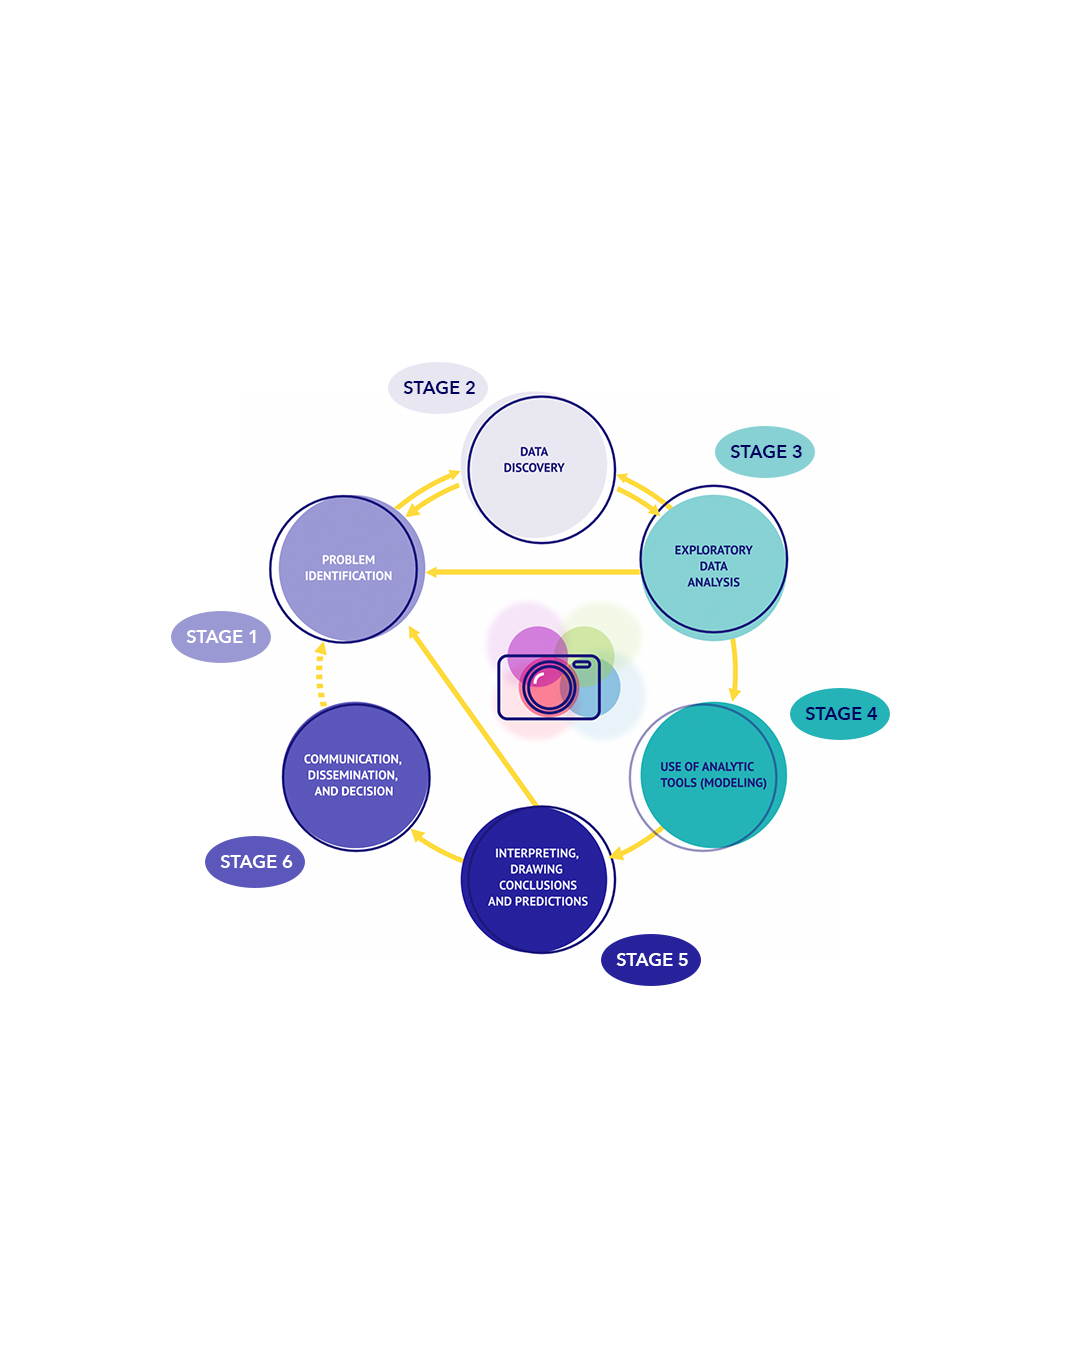 STAGE 2
DATA
DISCOVERY
STAGE 3
EXPLORATORY
DATA
ANALYSIS
PROBLEM
IDENTIFICATION
STAGE 1
STAGE 4
USE OF ANALYTIC
TOOLS (MODELING)
COMMUNICATION,
DISSEMINATION,
AND DECISION
STAGE 6
INTERPRETING,
DRAWING
CONCLUSIONS
AND PREDICTIONS
STAGE 5